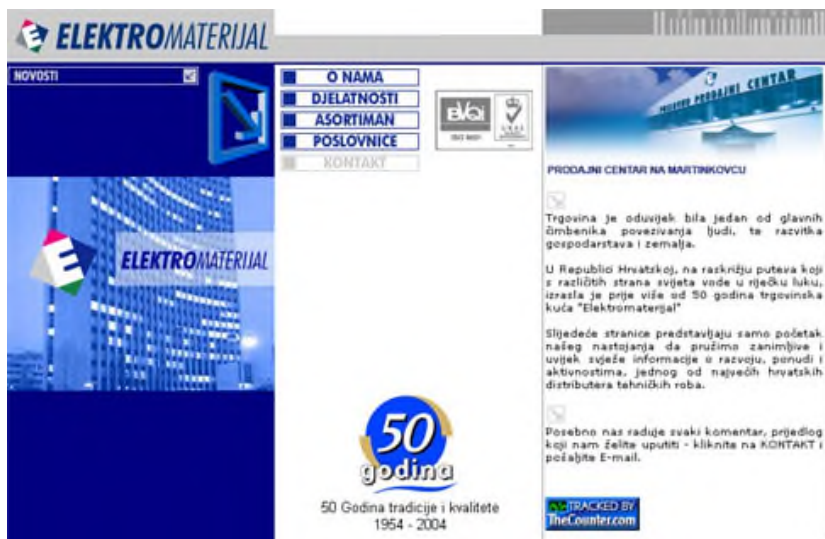 ELEKTROMATERIJAL
NOVOSTI
ELEKTROMATERIJAL
O NAMA
DJELATNOSTI
ASORTIMAN
POSLOVNICE
KONTAKT
BVQi
50
godina
50 Godina tradicije i kvalitete
1954 - 2004
PRODAJNI CENTAR
PRODAJNI CENTAR NA MARTINKOVCU
Trgovina je oduvijek bila jedan od glavnih
čimbenika povezivanja ljudi, te razvitka
gospodarstava i zemalja.
U Republici Hrvatskoj, na raskrižju puteva koji
s različitih strana svijeta vode u riječku luku,
izrasla je prije više od 50 godina trgovinska
kuća "Elektromaterijal"
Slijedeće stranice predstavljaju samo početak
našeg nastojanja da pružimo zanimljive i
uvijek svježe informacije o razvoju, ponudi i
aktivnostima, jednog od najvećih hrvatskih
distributera tehničkih roba.
Posebno nas raduje svaki komentar, prijedlog
koji nam želite uputiti - kliknite na KONTAKT i
pošaljite E-mail.
TRACKED BY
TheCounter.com